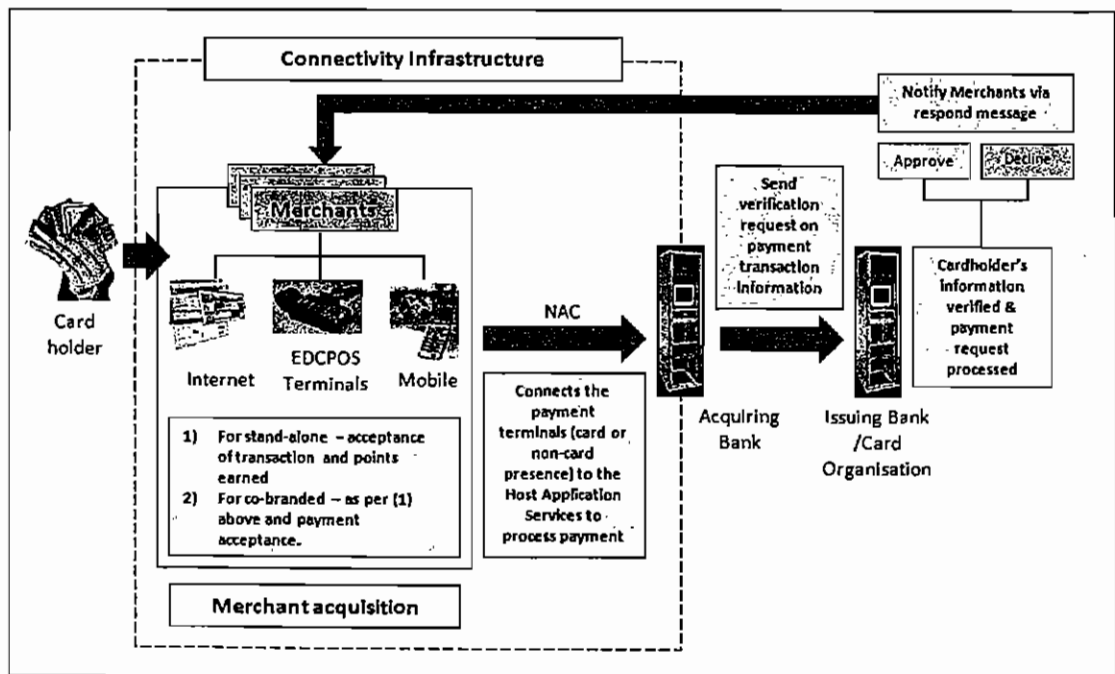 Connectivity Infrastructure
Notify Merchants via
respond message
Approve
Decline
Merchants
Send
verification
request on
payment
transaction
information
Cardholder's
information
verified &
payment
request
processed
Card
holder
Internet
EDCPOS
Terminals
Mobile
NAC
Connects the
payment
terminals (card or
non-card
presence) to the
Host Application
Services to
process payment
Acquiring
Bank
Issuing Bank
/Card
Organisation
1) For stand-alone – acceptance
of transaction and points
earned
2) For co-branded – as per (1)
above and payment
acceptance.
Merchant acquisition